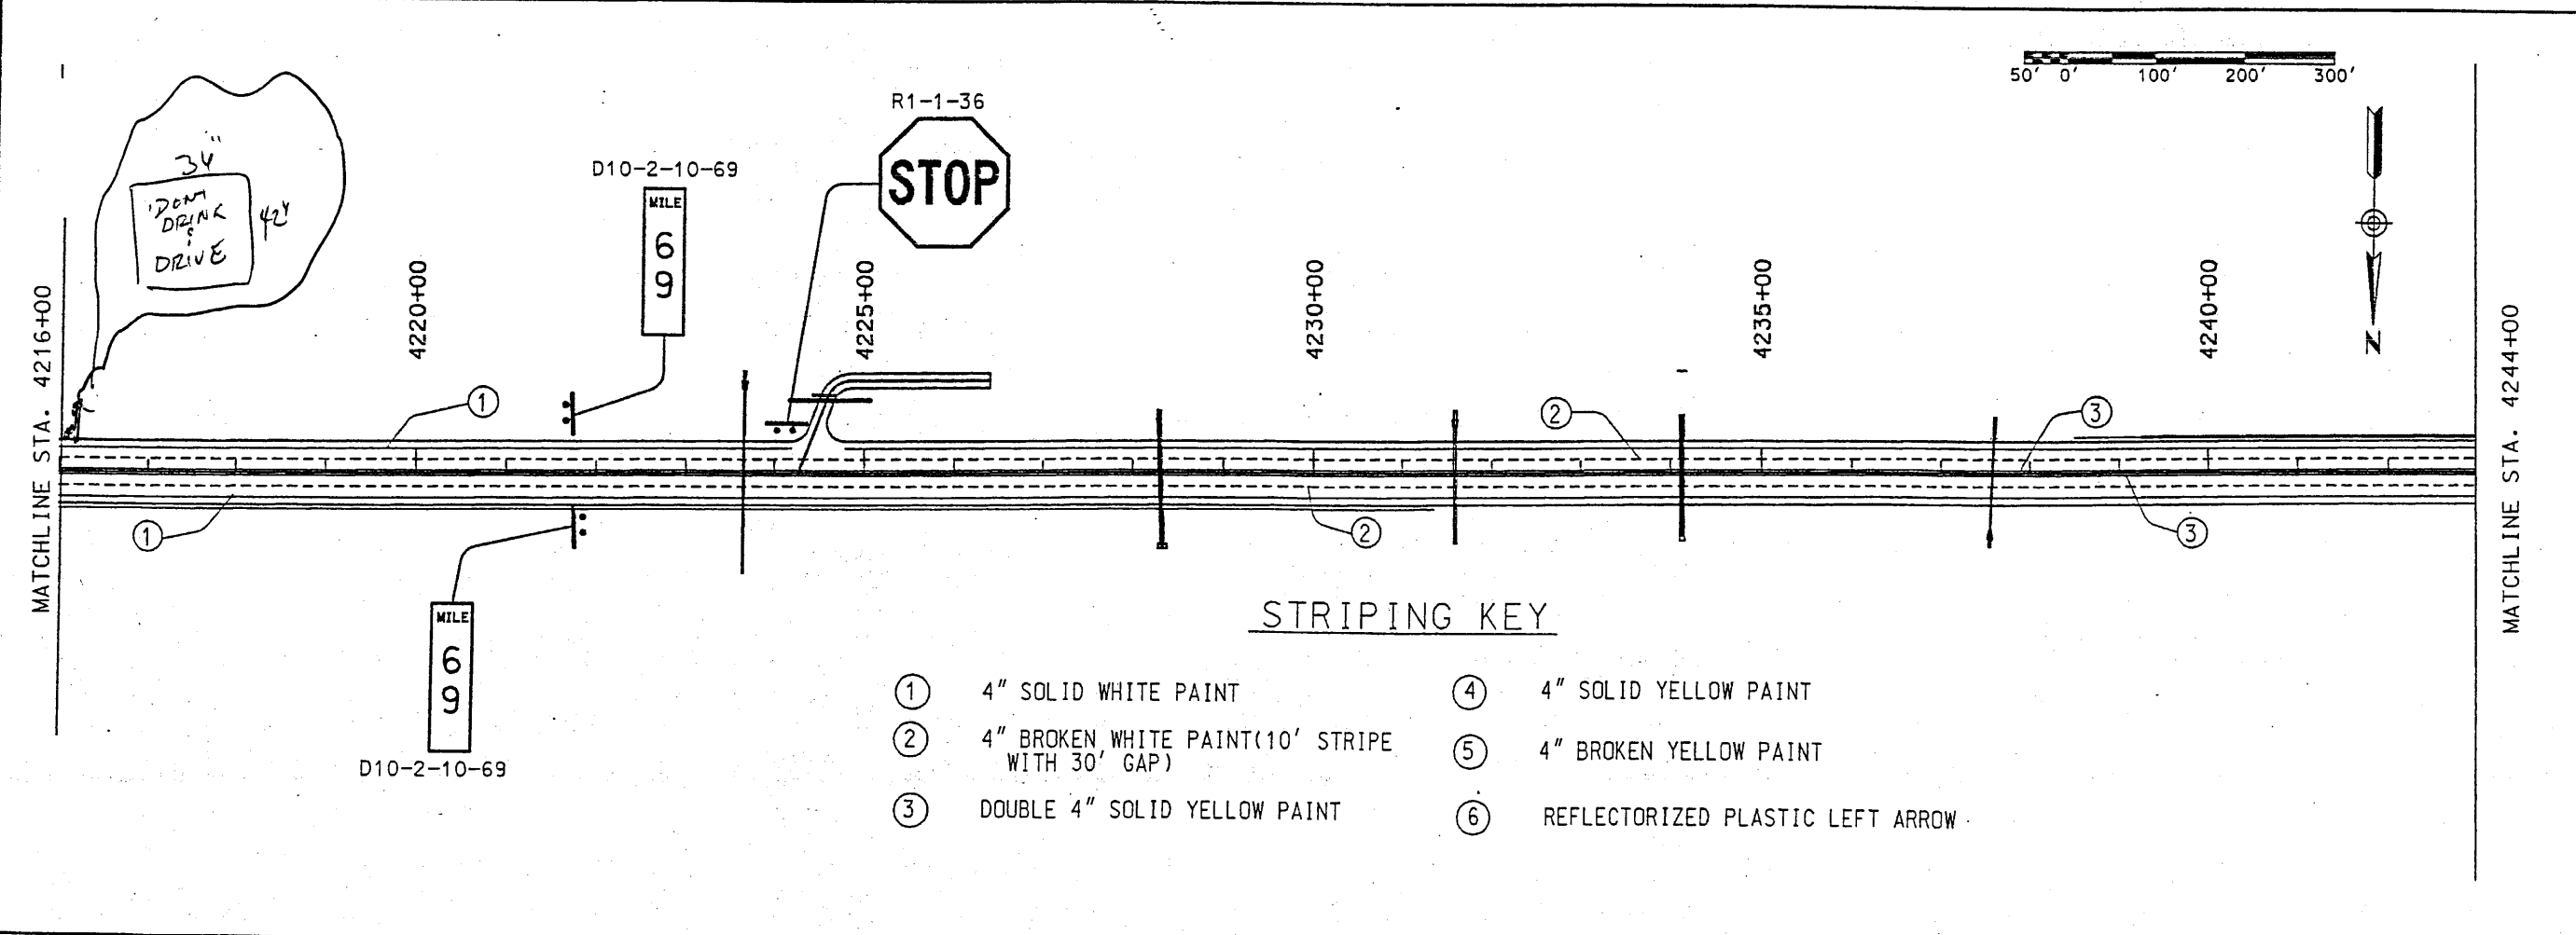 50' 0' 100' 200' 300'
R1-1-36
STOP
D10-2-10-69
MILE
6
9
34"
DONT
DRINK
&
DRIVE
42"
MATCHLINE STA. 4216+00
4220+00
4225+00
4230+00
4235+00
4240+00
N
MATCHLINE STA. 4244+00
1
2
3
1
2
3
MILE
6
9
D10-2-10-69
STRIPING KEY
1 4" SOLID WHITE PAINT
2 4" BROKEN WHITE PAINT(10' STRIPE
WITH 30' GAP)
3 DOUBLE 4" SOLID YELLOW PAINT
4 4" SOLID YELLOW PAINT
5 4" BROKEN YELLOW PAINT
6 REFLECTORIZED PLASTIC LEFT ARROW